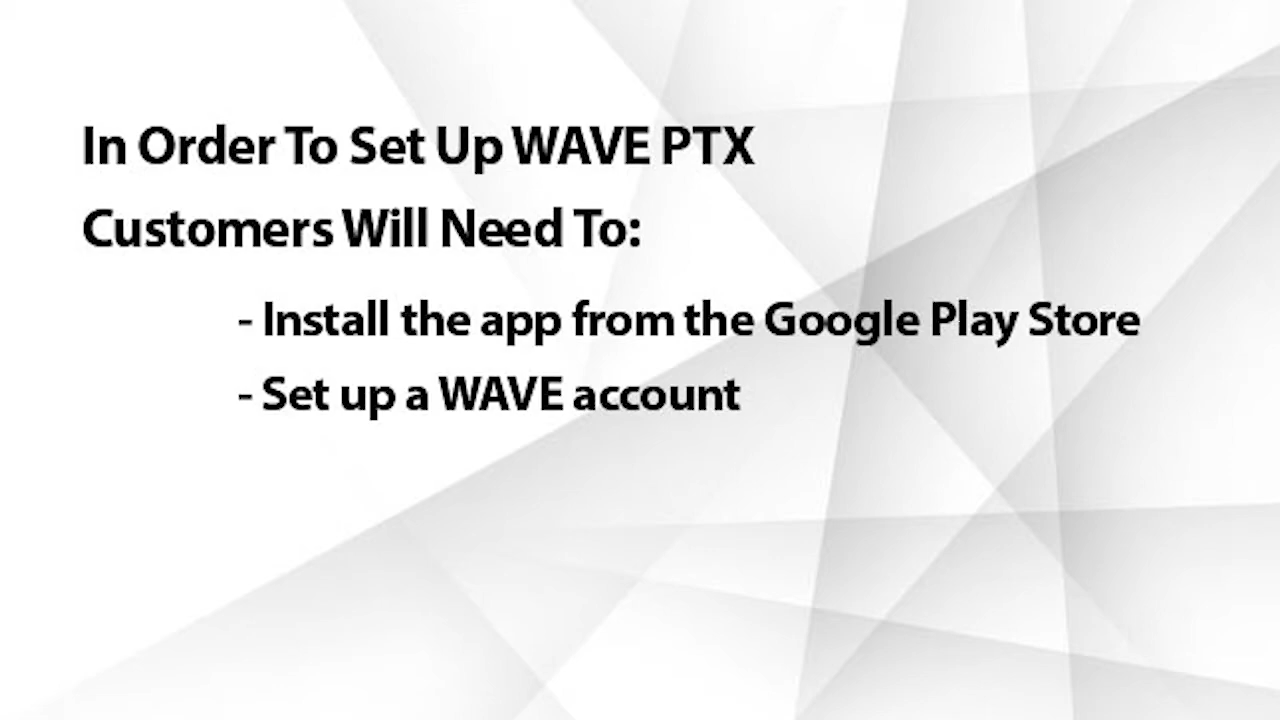 In Order To Set Up WAVE PTX
Customers Will Need To:
- Install the app from the Google Play Store
- Set up a WAVE account